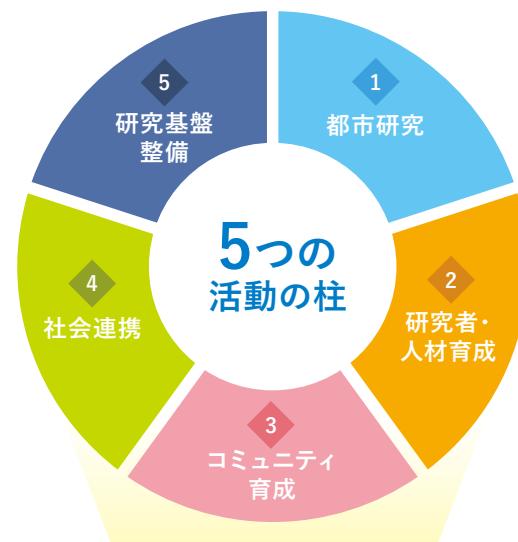 5つの
活動の柱
1
都市研究
2
研究者・
人材育成
3
コミュニティ
育成
4
社会連携
5
研究基盤
整備